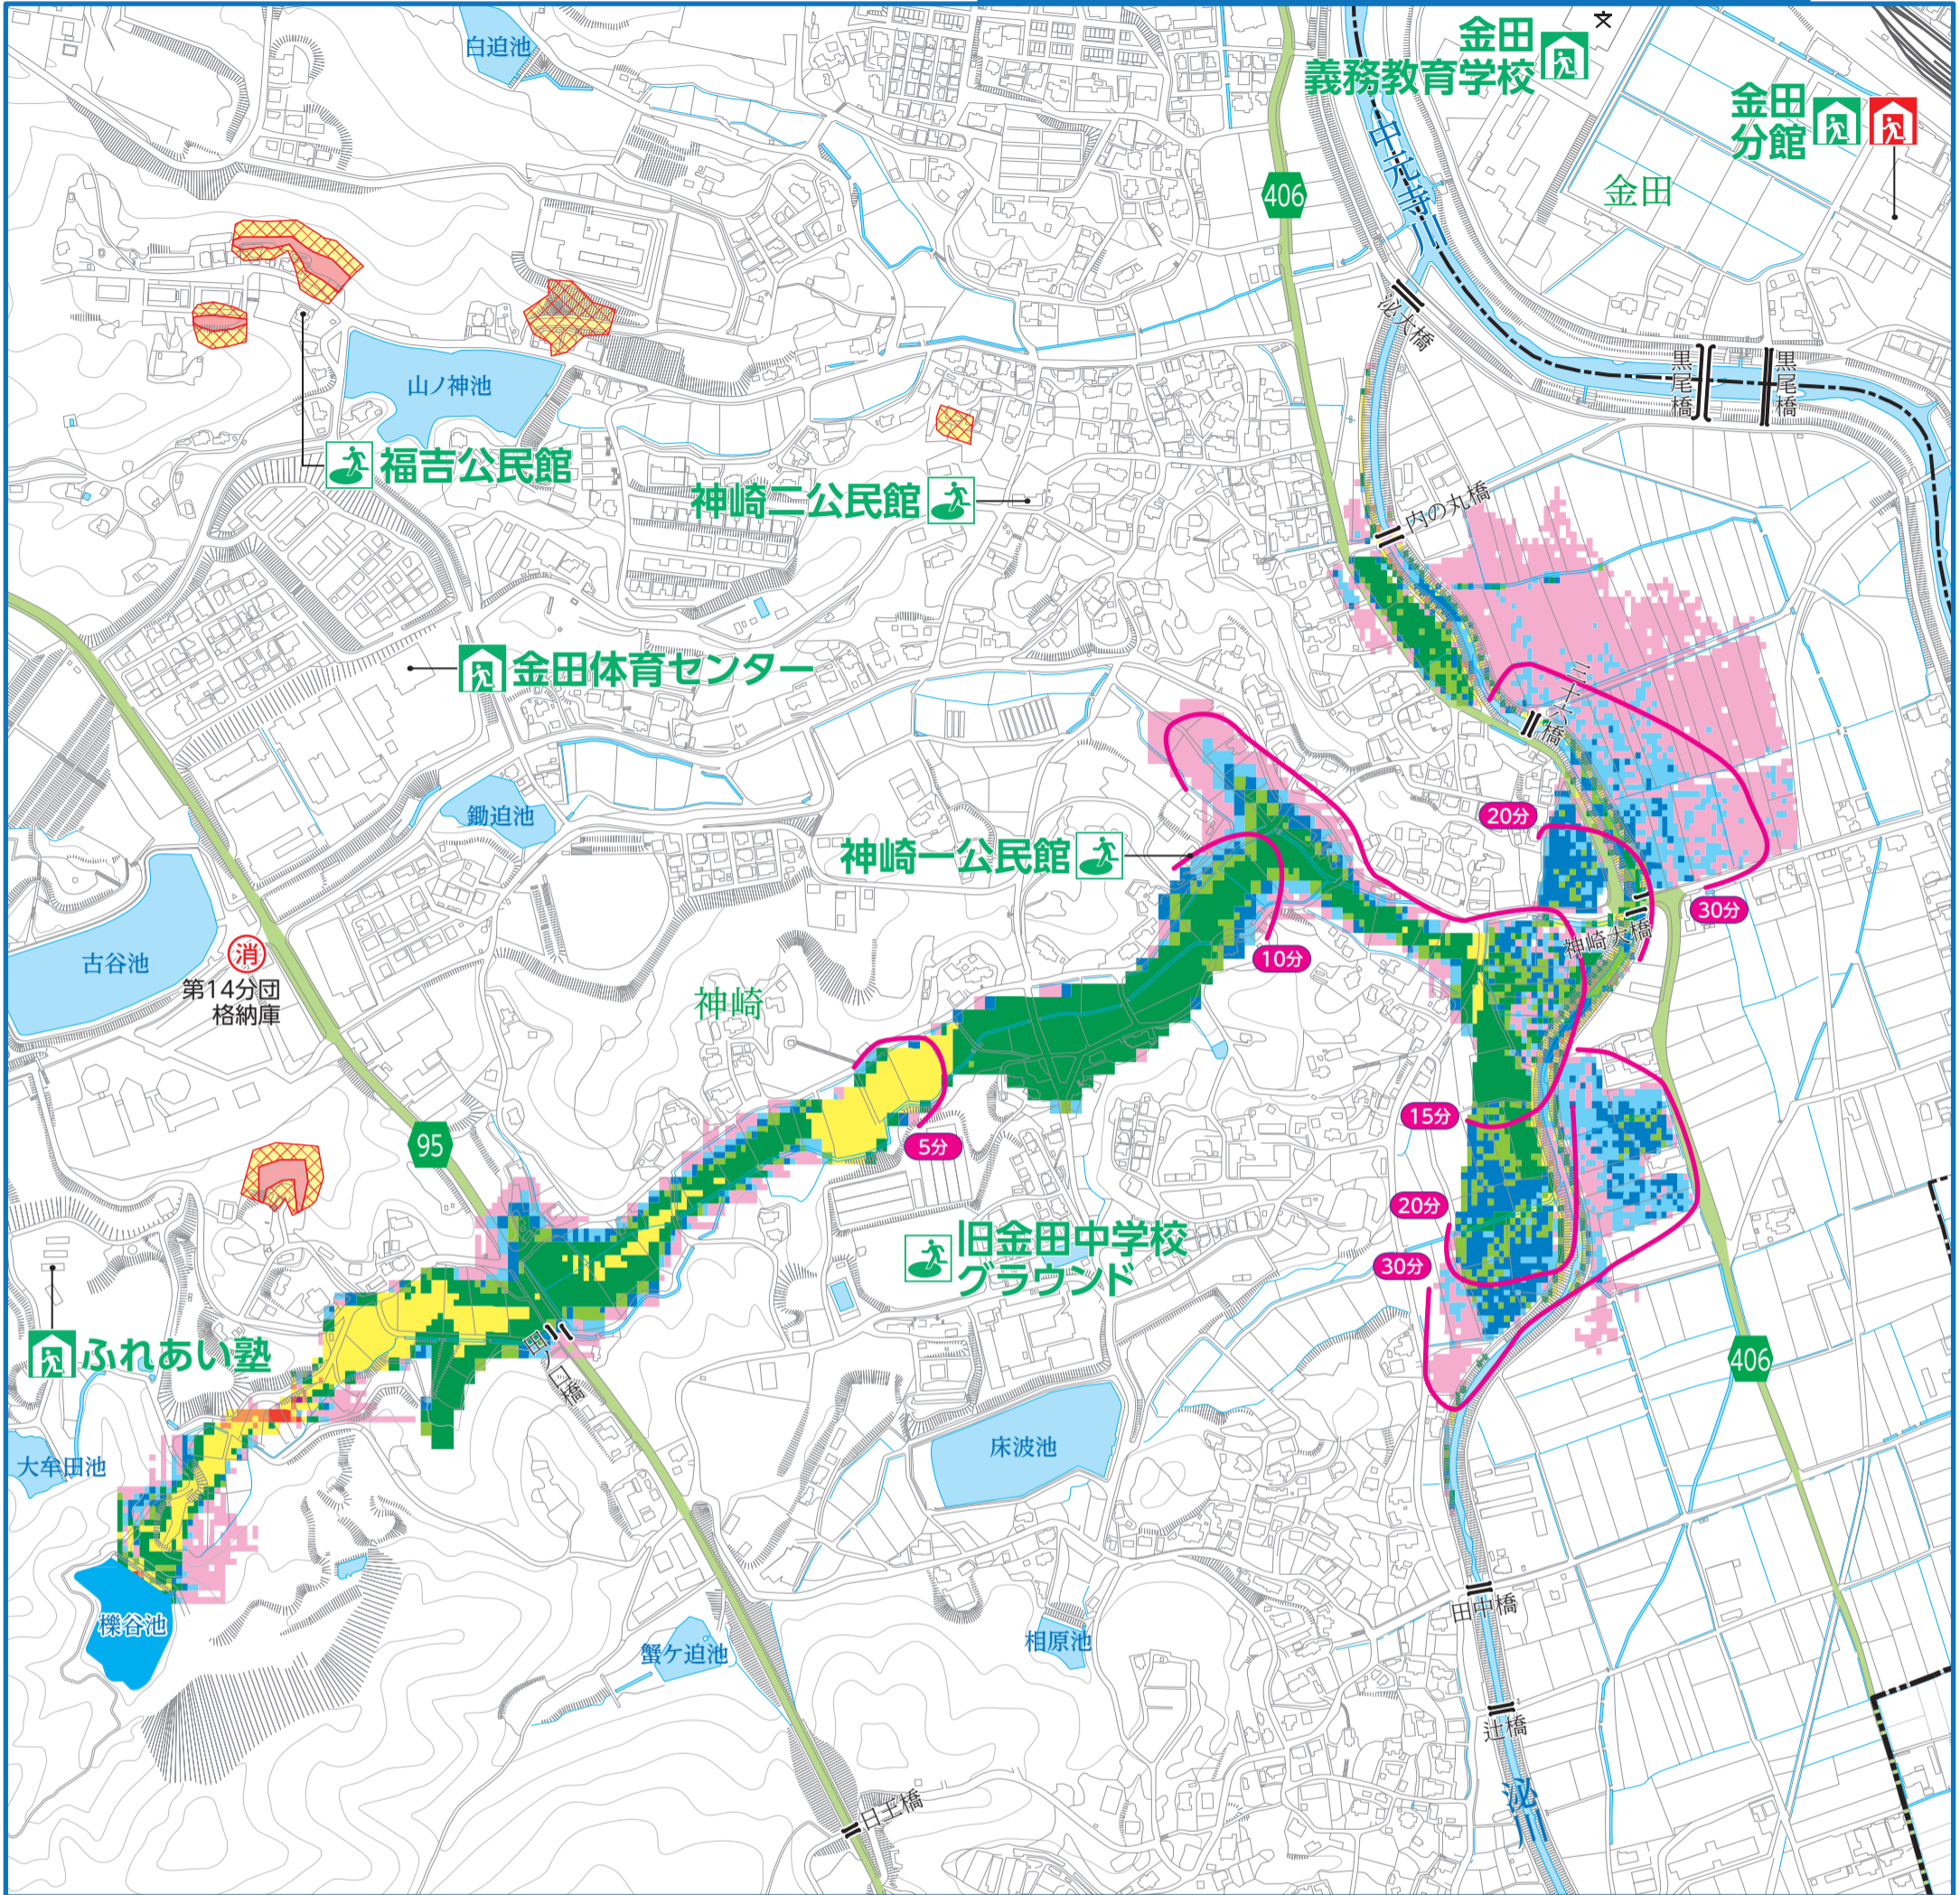 白迫池
金田
義務教育学校
文
金田
分館
金田
中元寺川
406
泌大橋
黒尾橋
黒尾橋
山ノ神池
福吉公民館
神崎二公民館
内の丸橋
金田体育センター
三十六橋
鋤迫池
20分
神崎一公民館
30分
神崎大橋
10分
古谷池
消
第14分団
格納庫
神崎
15分
5分
95
20分
旧金田中学校
グラウンド
30分
ふれあい塾
田ノ口橋
406
床波池
大牟田池
櫟谷池
田中橋
蟹ケ迫池
相原池
辻橋
泌川
日王橋